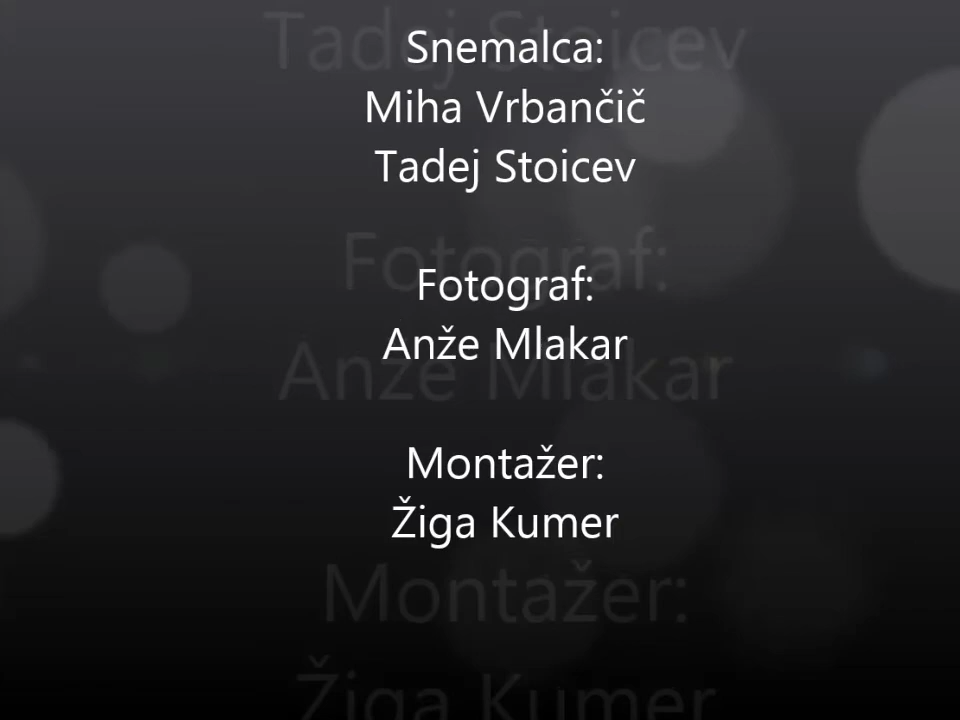 Snemalca:
Miha Vrbančič
Tadej Stoicev
Fotograf:
Anže Mlakar
Montažer:
Žiga Kumer